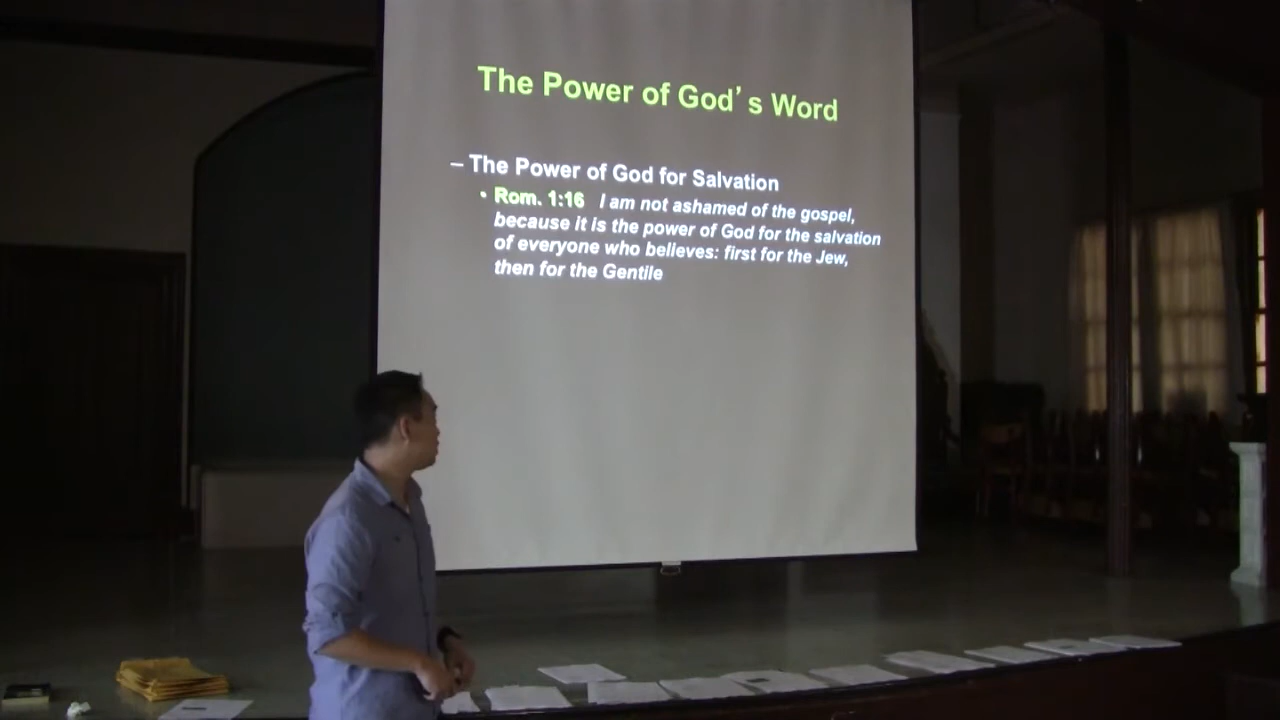 The Power of God’s Word
– The Power of God for Salvation
• Rom. 1:16 I am not ashamed of the gospel,
because it is the power of God for the salvation
of everyone who believes: first for the Jew,
then for the Gentile